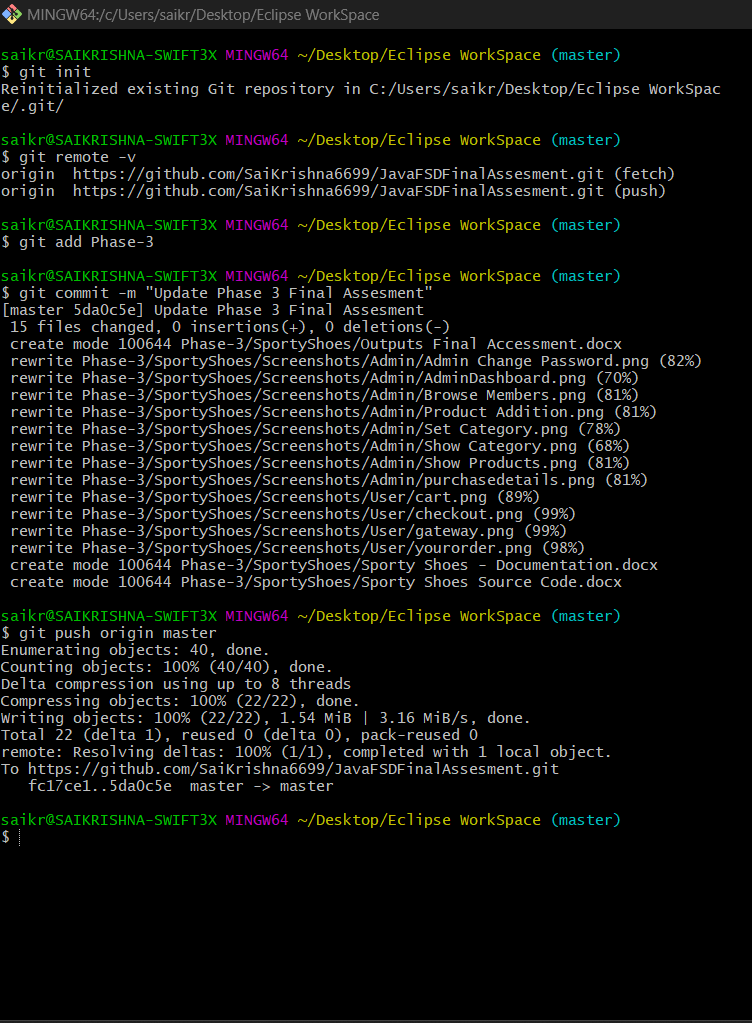 MINGW64:/c/Users/saikr/Desktop/Eclipse WorkSpace
saikr@SAIKRISHNA-SWIFT3X MINGW64 ~/Desktop/Eclipse WorkSpace (master)
$ git init
Reinitialized existing Git repository in C:/Users/saikr/Desktop/Eclipse WorkSpac
e/.git/
saikr@SAIKRISHNA-SWIFT3X MINGW64 ~/Desktop/Eclipse WorkSpace (master)
$ git remote -v
origin  https://github.com/SaiKrishna6699/JavaFSDFinalAssesment.git (fetch)
origin  https://github.com/SaiKrishna6699/JavaFSDFinalAssesment.git (push)
saikr@SAIKRISHNA-SWIFT3X MINGW64 ~/Desktop/Eclipse WorkSpace (master)
$ git add Phase-3
saikr@SAIKRISHNA-SWIFT3X MINGW64 ~/Desktop/Eclipse WorkSpace (master)
$ git commit -m "Update Phase 3 Final Assesment"
[master 5da0c5e] Update Phase 3 Final Assesment
 15 files changed, 0 insertions(+), 0 deletions(-)
 create mode 100644 Phase-3/SportyShoes/Outputs Final Accessment.docx
 rewrite Phase-3/SportyShoes/Screenshots/Admin/Admin Change Password.png (82%)
 rewrite Phase-3/SportyShoes/Screenshots/Admin/AdminDashboard.png (70%)
 rewrite Phase-3/SportyShoes/Screenshots/Admin/Browse Members.png (81%)
 rewrite Phase-3/SportyShoes/Screenshots/Admin/Product Addition.png (81%)
 rewrite Phase-3/SportyShoes/Screenshots/Admin/Set Category.png (78%)
 rewrite Phase-3/SportyShoes/Screenshots/Admin/Show Category.png (68%)
 rewrite Phase-3/SportyShoes/Screenshots/Admin/Show Products.png (81%)
 rewrite Phase-3/SportyShoes/Screenshots/Admin/purchasedetails.png (81%)
 rewrite Phase-3/SportyShoes/Screenshots/User/cart.png (89%)
 rewrite Phase-3/SportyShoes/Screenshots/User/checkout.png (99%)
 rewrite Phase-3/SportyShoes/Screenshots/User/gateway.png (99%)
 rewrite Phase-3/SportyShoes/Screenshots/User/yourorder.png (98%)
 create mode 100644 Phase-3/SportyShoes/Sporty Shoes - Documentation.docx
 create mode 100644 Phase-3/SportyShoes/Sporty Shoes Source Code.docx
saikr@SAIKRISHNA-SWIFT3X MINGW64 ~/Desktop/Eclipse WorkSpace (master)
$ git push origin master
Enumerating objects: 40, done.
Counting objects: 100% (40/40), done.
Delta compression using up to 8 threads
Compressing objects: 100% (22/22), done.
Writing objects: 100% (22/22), 1.54 MiB | 3.16 MiB/s, done.
Total 22 (delta 1), reused 0 (delta 0), pack-reused 0
remote: Resolving deltas: 100% (1/1), completed with 1 local object.
To https://github.com/SaiKrishna6699/JavaFSDFinalAssesment.git
   fc17ce1..5da0c5e  master -> master
saikr@SAIKRISHNA-SWIFT3X MINGW64 ~/Desktop/Eclipse WorkSpace (master)
$